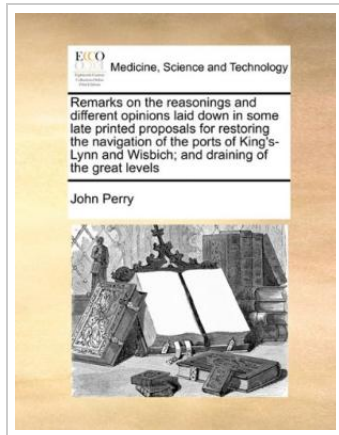 ECCO
Medicine, Science and Technology
Remarks on the reasonings and
different opinions laid down in some
late printed proposals for restoring
the navigation of the ports of King's-
Lynn and Wisbich; and draining of
the great levels
John Perry